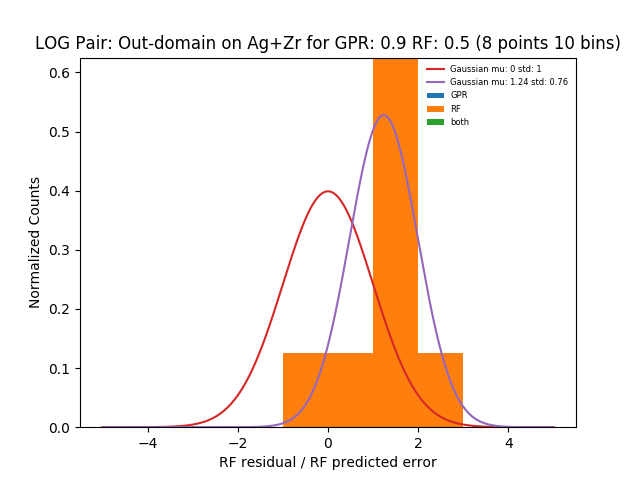 LOG Pair: Out-domain on Ag+Zr for GPR: 0.9 RF: 0.5 (8 points 10 bins)
Gaussian mu: 0 std: 1
Gaussian mu: 1.24 std: 0.76
GPR
RF
both
Normalized Counts
0.6
0.5
0.4
0.3
0.2
0.1
0.0
−4 −2 0 2 4
RF residual / RF predicted error